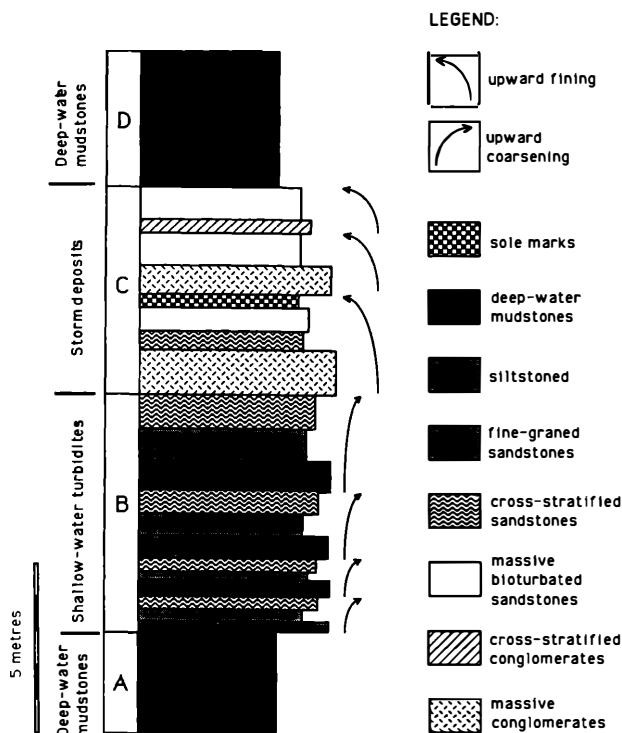 LEGEND:
upward fining
upward
coarsening
sole marks
deep-water
mudstones
siltstoned
fine-graned
sandstones
cross-stratified
sandstones
massive
bioturbated
sandstones
cross-stratified
conglomerates
massive
conglomerates
Deep-water
mudstones
D
Storm deposits
C
Shallow-water turbidites
B
Deep-water
mudstones
A
5 metres